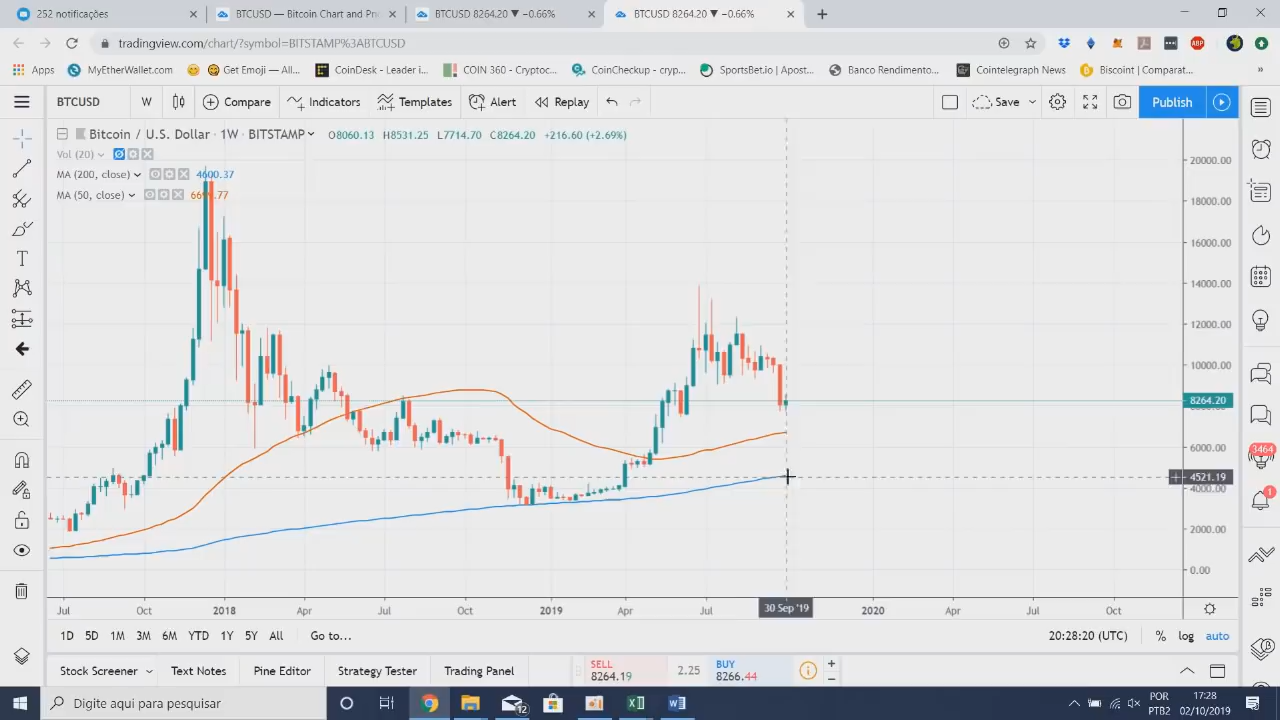 252 notificações
BTCUSD — Bitcoin Chart and Pri
BTCUSD 8264.20 ▼ −0.66%
BTCUSD 8264.20 ▼ −0.66%
tradingview.com/chart/?symbol=BITSTAMP%3ABTCUSD
ABP
Apps
MyEtherWallet.com
Get Emoji — All...
CoinDesk - Leader i...
COIN 360 - Cryptoc...
CoinCheckup - cryp...
SportsBet.io | Apost...
Banco Rendimento...
Cointelegraph News
Biscoint | Comparat...
BTCUSD
W
Compare
Indicators
Templates
Alert
Replay
Save
Publish
Bitcoin / U.S. Dollar · 1W · BITSTAMP
O8060.13 H8531.25 L7714.70 C8264.20 +216.60 (+2.69%)
Vol (20)
MA (200, close)
4600.37
MA (50, close)
20000.00
18000.00
16000.00
14000.00
12000.00
10000.00
8264.20
6000.00
4521.19
4000.00
2000.00
0.00
3464
1
Jul
Oct
2018
Apr
Jul
Oct
2019
Apr
Jul
30 Sep '19
2020
Apr
Jul
Oct
1D 5D 1M 3M 6M YTD 1Y 5Y All Go to...
20:28:20 (UTC)
% log auto
Stock Screener
Text Notes
Pine Editor
Strategy Tester
Trading Panel
SELL
8264.19
2.25
BUY
8266.44
Digite aqui para pesquisar
12
POR
PTB2
17:28
02/10/2019